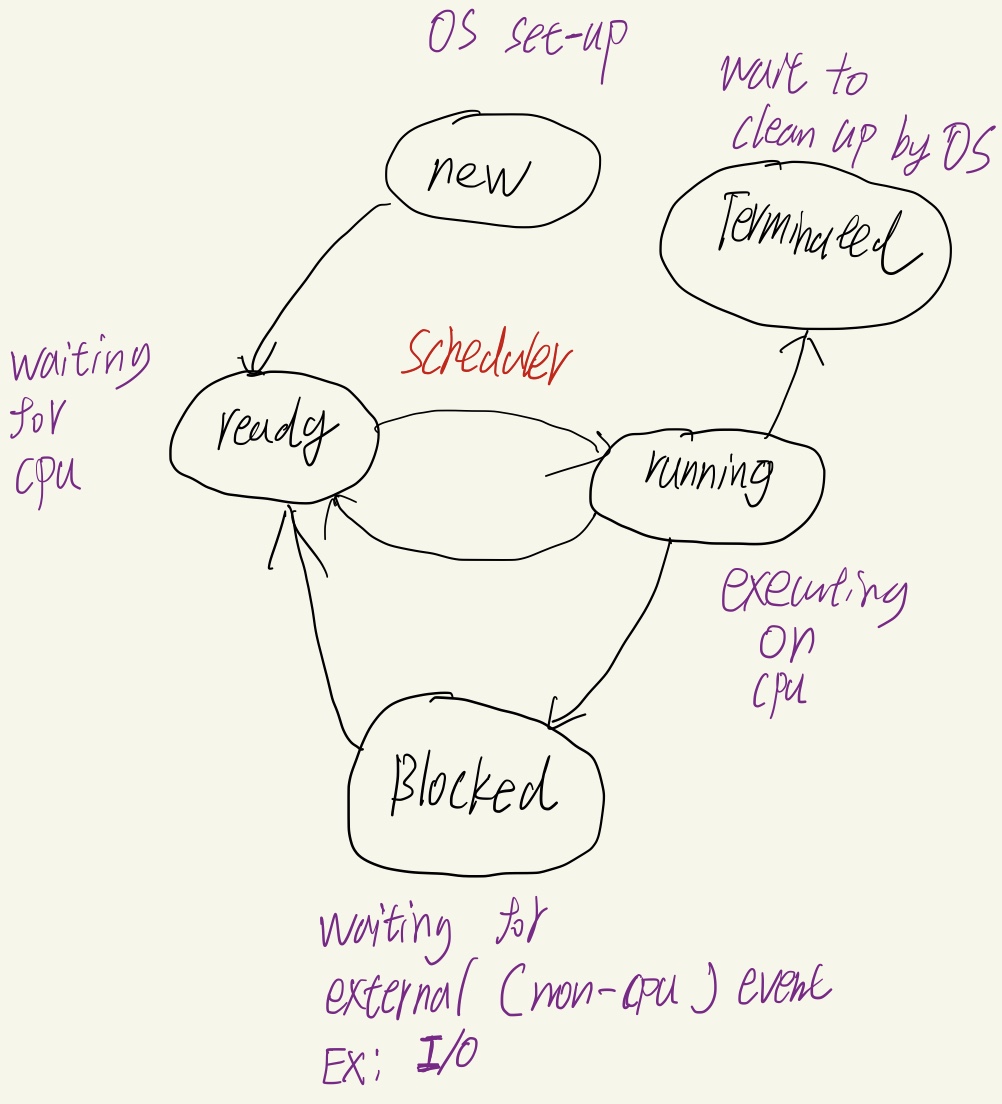 OS set-up
wait to
clean up by OS
new
Terminated
Scheduler
waiting
for
cpu
ready
running
executing
on
cpu
Blocked
waiting for
external (non-cpu) event
Ex: I/O